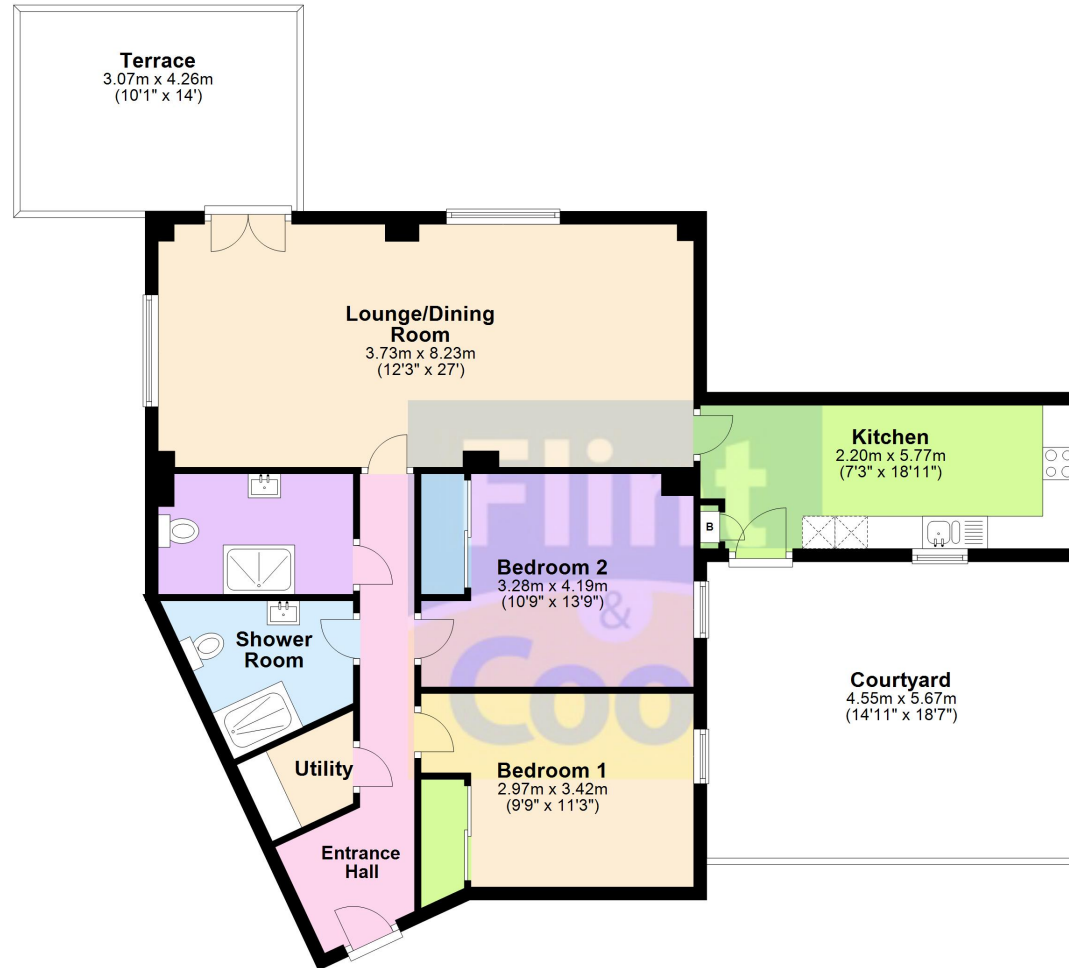 Terrace
3.07m x 4.26m
(10'1" x 14')
Lounge/Dining
Room
3.73m x 8.23m
(12'3" x 27')
Kitchen
2.20m x 5.77m
(7'3" x 18'11")
B
Bedroom 2
3.28m x 4.19m
(10'9" x 13'9")
Shower
Room
Courtyard
4.55m x 5.67m
(14'11" x 18'7")
Utility
Bedroom 1
2.97m x 3.42m
(9'9" x 11'3")
Entrance
Hall
Flint
&
Coo